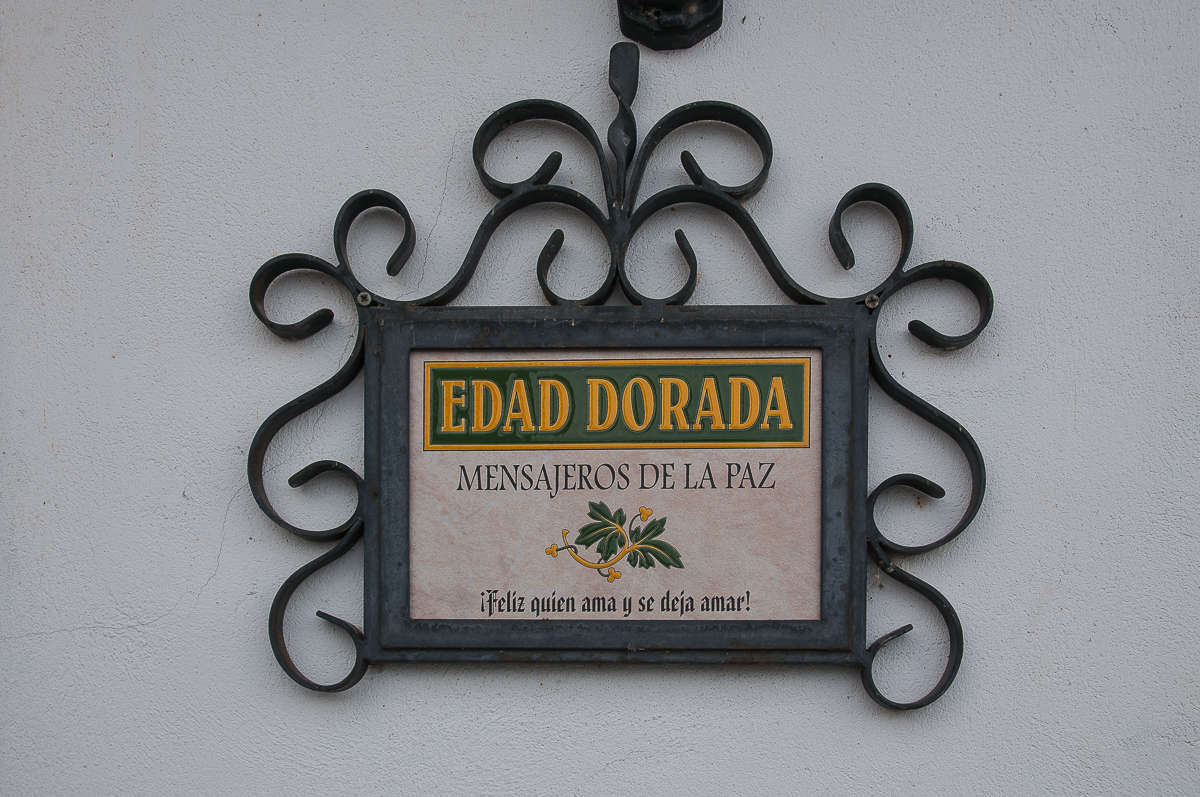 EDAD DORADA
MENSAJEROS DE LA PAZ
¡Feliz quien ama y se deja amar!